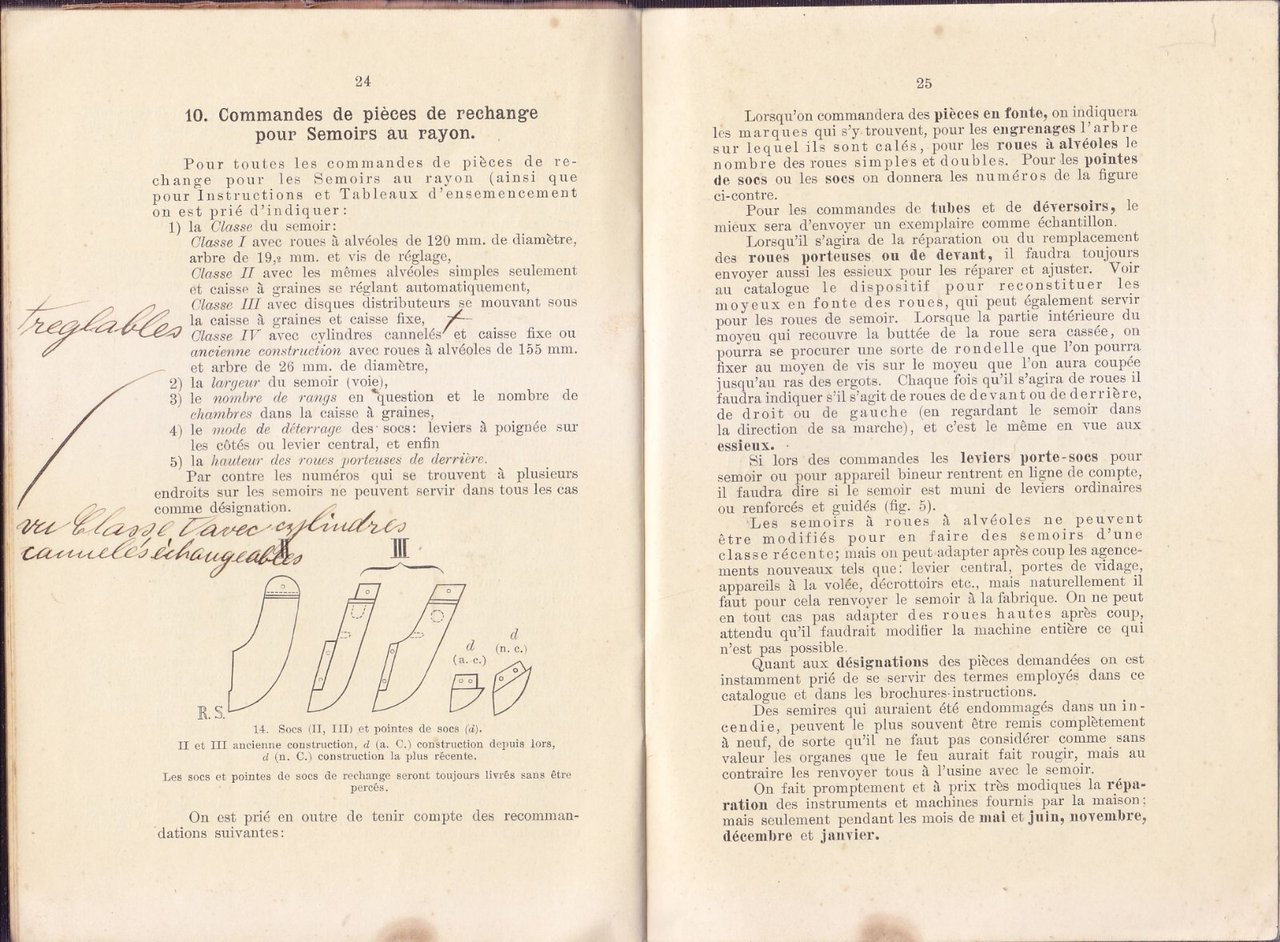 24
10. Commandes de pièces de rechange
pour Semoirs au rayon.
Pour toutes les commandes de pièces de re-
change pour les Semoirs au rayon (ainsi que
pour Instructions et Tableaux d'ensemencement
on est prié d'indiquer:
1) la Classe du semoir:
Classe I avec roues à alvéoles de 120 mm. de diamètre,
arbre de 19,2 mm. et vis de réglage,
Classe II avec les mêmes alvéoles simples seulement
et caisse à graines se réglant automatiquement,
Classe III avec disques distributeurs se mouvant sous
la caisse à graines et caisse fixe,
Classe IV avec cylindres cannelés et caisse fixe ou
ancienne construction avec roues à alvéoles de 155 mm.
et arbre de 26 mm. de diamètre,
2) la largeur du semoir (voie),
3) le nombre de rangs en question et le nombre de
chambres dans la caisse à graines,
4) le mode de déterrage des socs: leviers à poignée sur
les côtés ou levier central, et enfin
5) la hauteur des roues porteuses de derrière.
Par contre les numéros qui se trouvent à plusieurs
endroits sur les semoirs ne peuvent servir dans tous les cas
comme désignation.
réglables
Classe V avec cylindres
cannelés échangeables
II
III
d
(a. c.)
d
(n. c.)
R. S.
14. Socs (II, III) et pointes de socs (d).
II et III ancienne construction, d (a. C.) construction depuis lors,
d (n. C.) construction la plus récente.
Les socs et pointes de socs de rechange seront toujours livrés sans être
percés.
On est prié en outre de tenir compte des recomman-
dations suivantes:
25
Lorsqu'on commandera des pièces en fonte, on indiquera
les marques qui s'y trouvent, pour les engrenages l'arbre
sur lequel ils sont calés, pour les roues à alvéoles le
nombre des roues simples et doubles. Pour les pointes
de socs ou les socs on donnera les numéros de la figure
ci-contre.
Pour les commandes de tubes et de déversoirs, le
mieux sera d'envoyer un exemplaire comme échantillon.
Lorsqu'il s'agira de la réparation ou du remplacement
des roues porteuses ou de devant, il faudra toujours
envoyer aussi les essieux pour les réparer et ajuster. Voir
au catalogue le dispositif pour reconstituer les
moyeux en fonte des roues, qui peut également servir
pour les roues de semoir. Lorsque la partie intérieure du
moyeu qui recouvre la buttée de la roue sera cassée, on
pourra se procurer une sorte de rondelle que l'on pourra
fixer au moyen de vis sur le moyeu que l'on aura coupée
jusqu'au ras des ergots. Chaque fois qu'il s'agira de roues il
faudra indiquer s'il s'agit de roues de devant ou de derrière,
de droit ou de gauche (en regardant le semoir dans
la direction de sa marche), et c'est le même en vue aux
essieux.
Si lors des commandes les leviers porte-socs pour
semoir ou pour appareil bineur rentrent en ligne de compte,
il faudra dire si le semoir est muni de leviers ordinaires
ou renforcés et guidés (fig. 5).
Les semoirs à roues à alvéoles ne peuvent
être modifiés pour en faire des semoirs d'une
classe récente; mais on peut adapter après coup les agence-
ments nouveaux tels que: levier central, portes de vidage,
appareils à la volée, décrottoirs etc., mais naturellement il
faut pour cela renvoyer le semoir à la fabrique. On ne peut
en tout cas pas adapter des roues hautes après coup,
attendu qu'il faudrait modifier la machine entière ce qui
n'est pas possible.
Quant aux désignations des pièces demandées on est
instamment prié de se servir des termes employés dans ce
catalogue et dans les brochures-instructions.
Des semires qui auraient été endommagés dans un in-
cendie, peuvent le plus souvent être remis complètement
à neuf, de sorte qu'il ne faut pas considérer comme sans
valeur les organes que le feu aurait fait rougir, mais au
contraire les renvoyer tous à l'usine avec le semoir.
On fait promptement et à prix très modiques la répa-
ration des instruments et machines fournis par la maison;
mais seulement pendant les mois de mai et juin, novembre,
décembre et janvier.